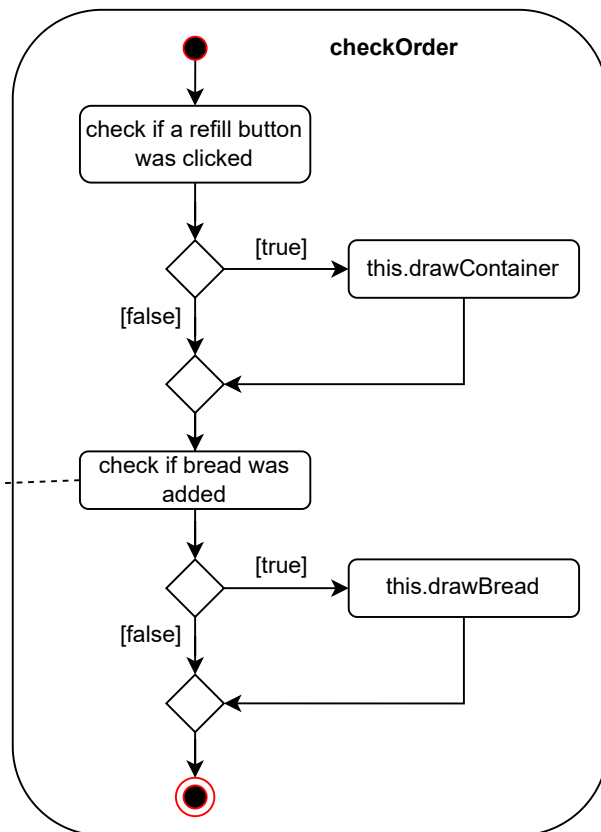 checkOrder
check if a refill button
was clicked
[true]
this.drawContainer
[false]
check if bread was
added
[true]
this.drawBread
[false]